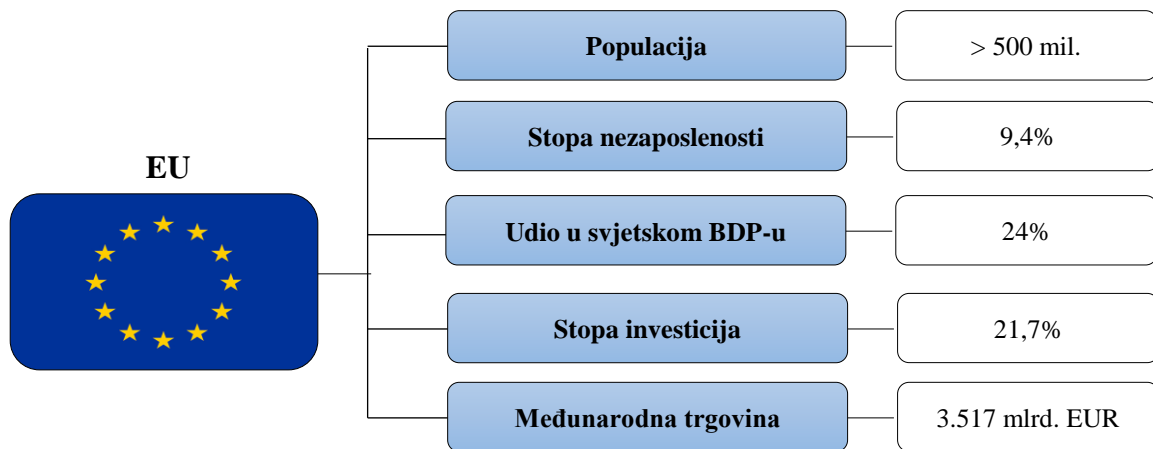 EU
Populacija
> 500 mil.
Stopa nezaposlenosti
9,4%
Udio u svjetskom BDP-u
24%
Stopa investicija
21,7%
Međunarodna trgovina
3.517 mlrd. EUR